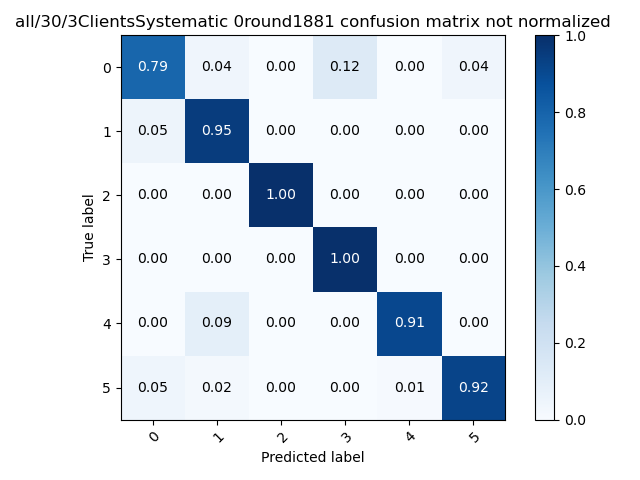 all/30/3ClientsSystematic 0round1881 confusion matrix not normalized
1.0
0 0.79 0.04 0.00 0.12 0.00 0.04
0.8
1 0.05 0.95 0.00 0.00 0.00 0.00
2 0.00 0.00 1.00 0.00 0.00 0.00
0.6
True label
3 0.00 0.00 0.00 1.00 0.00 0.00
0.4
4 0.00 0.09 0.00 0.00 0.91 0.00
0.2
5 0.05 0.02 0.00 0.00 0.01 0.92
0.0
0 1 2 3 4 5
Predicted label